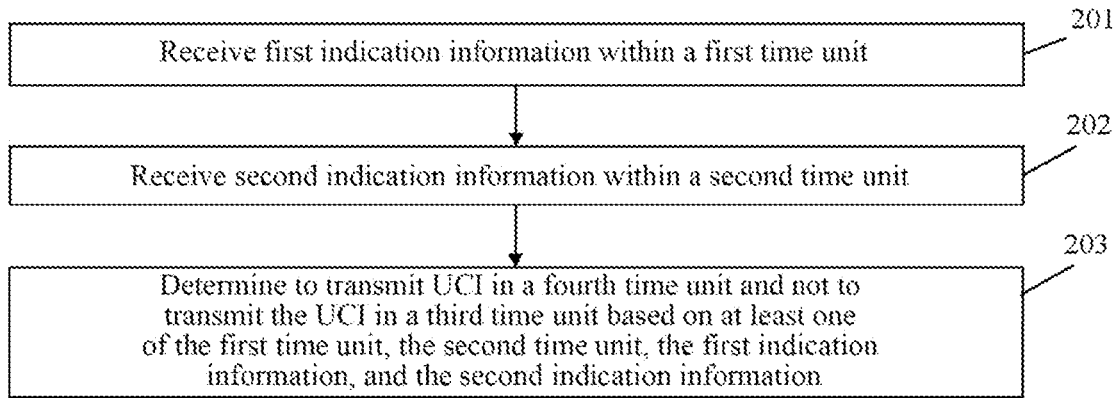 201
Receive first indication information within a first time unit
202
Receive second indication information within a second time unit
203
Determine to transmit UCI in a fourth time unit and not to
transmit the UCI in a third time unit based on at least one
of the first time unit, the second time unit, the first indication
information, and the second indication information